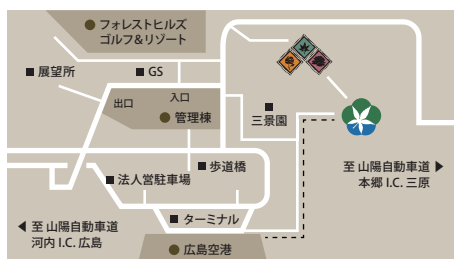 ● フォレストヒルズ
ゴルフ&リゾート
■ 展望所
■ GS
出口
入口
● 管理棟
■
三景園
■ 歩道橋
■ 法人営駐車場
至 山陽自動車道 ▶
本郷 I.C. 三原
■ ターミナル
◀ 至 山陽自動車道
河内 I.C. 広島
● 広島空港